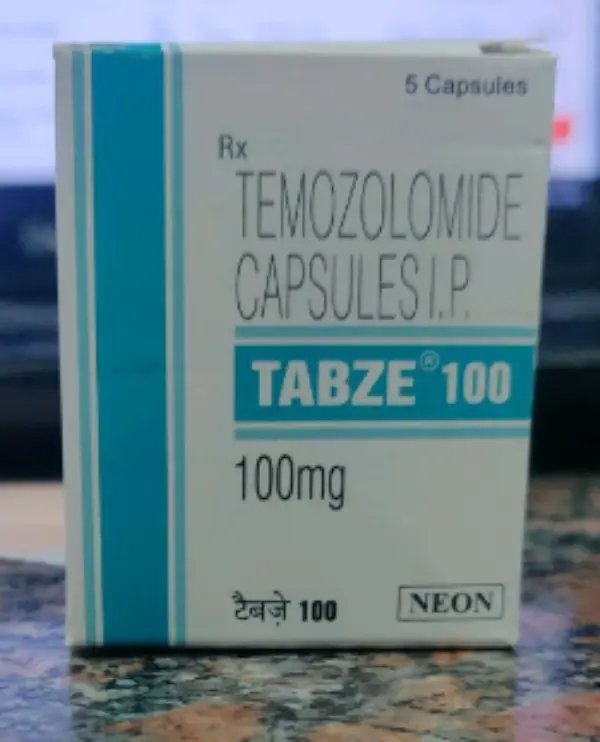 5 Capsules
Rx
TEMOZOLOMIDE
CAPSULES I.P.
TABZE® 100
100mg
टैबज़े 100
NEON